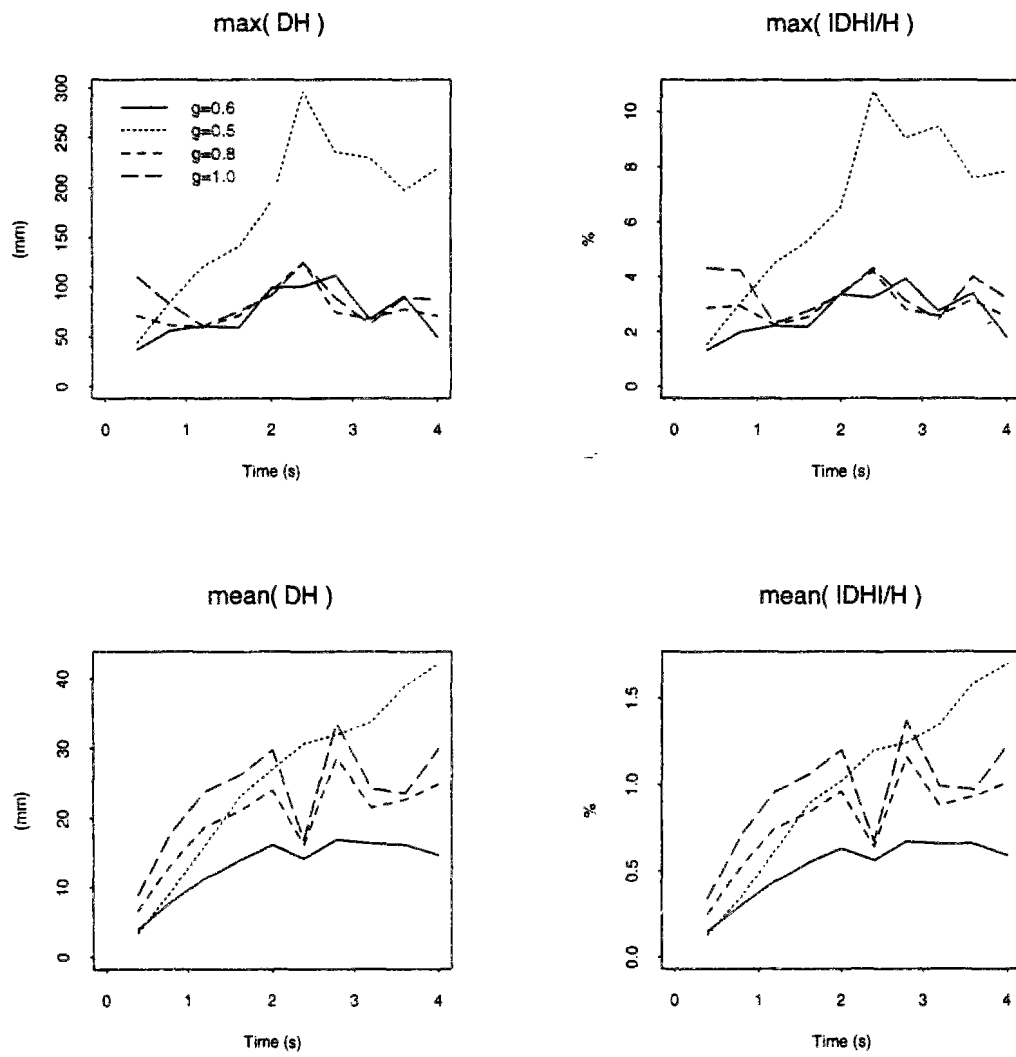 max( DH )
300
250
200
150
100
50
0
(mm)
g=0.6
g=0.5
g=0.8
g=1.0
0 1 2 3 4
Time (s)
max( |DH|/H )
10
8
6
4
2
0
%
0 1 2 3 4
Time (s)
mean( DH )
40
30
20
10
0
(mm)
0 1 2 3 4
Time (s)
mean( |DH|/H )
1.5
1.0
0.5
0.0
%
0 1 2 3 4
Time (s)